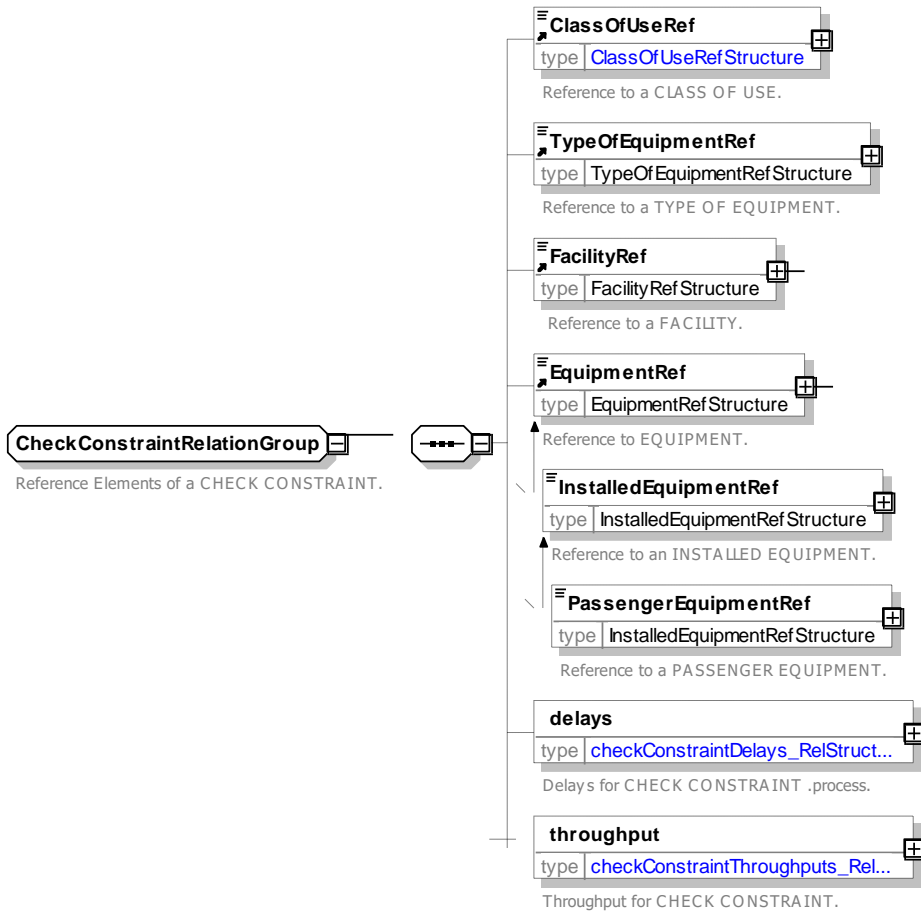 ClassOfUseRef
type ClassOfUseRefStructure
Reference to a CLASS OF USE.
TypeOfEquipmentRef
type TypeOfEquipmentRefStructure
Reference to a TYPE OF EQUIPMENT.
FacilityRef
type FacilityRefStructure
Reference to a FACILITY.
EquipmentRef
type EquipmentRefStructure
Reference to EQUIPMENT.
CheckConstraintRelationGroup
Reference Elements of a CHECK CONSTRAINT.
InstalledEquipmentRef
type InstalledEquipmentRefStructure
Reference to an INSTALLED EQUIPMENT.
PassengerEquipmentRef
type InstalledEquipmentRefStructure
Reference to a PASSENGER EQUIPMENT.
delays
type checkConstraintDelays_RelStruct...
Delays for CHECK CONSTRAINT .process.
throughput
type checkConstraintThroughputs_Rel...
Throughput for CHECK CONSTRAINT.